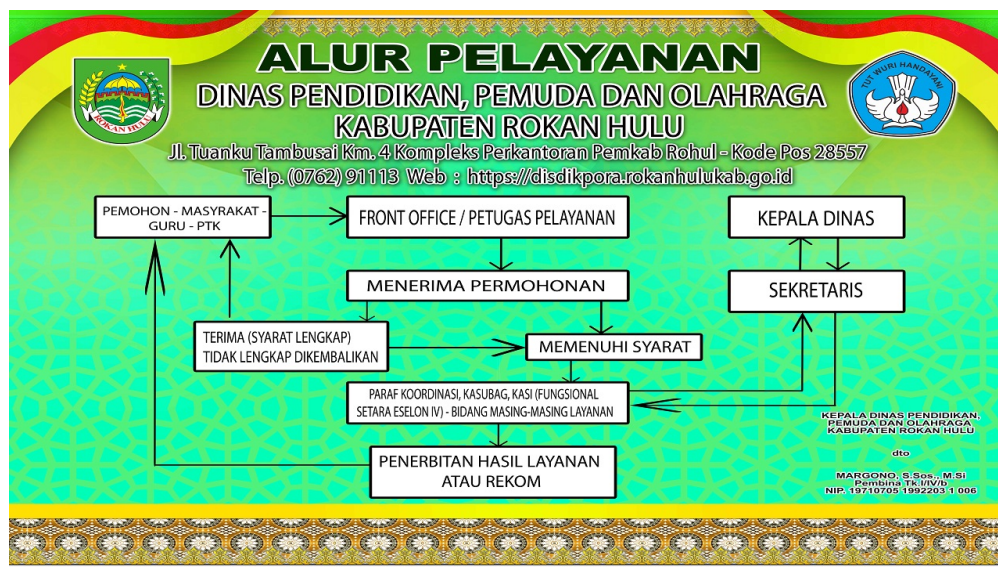 ALUR PELAYANAN
DINAS PENDIDIKAN, PEMUDA DAN OLAHRAGA
KABUPATEN ROKAN HULU
Jl. Tuanku Tambusai Km. 4 Kompleks Perkantoran Pemkab Rohul - Kode Pos 28557
Telp. (0762) 91113 Web : https://disdikpora.rokanhulukab.go.id
ROKAN HULU
TUT WURI HANDAYANI
PEMOHON - MASYRAKAT -
GURU - PTK
FRONT OFFICE / PETUGAS PELAYANAN
KEPALA DINAS
MENERIMA PERMOHONAN
SEKRETARIS
TERIMA (SYARAT LENGKAP)
TIDAK LENGKAP DIKEMBALIKAN
MEMENUHI SYARAT
PARAF KOORDINASI, KASUBAG, KASI (FUNGSIONAL
SETARA ESELON IV) - BIDANG MASING-MASING LAYANAN
PENERBITAN HASIL LAYANAN
ATAU REKOM
KEPALA DINAS PENDIDIKAN,
PEMUDA DAN OLAHRAGA
KABUPATEN ROKAN HULU
dto
MARGONO, S.Sos., M.Si
Pembina Tk.I/IV/b
NIP. 19710705 1992203 1 006